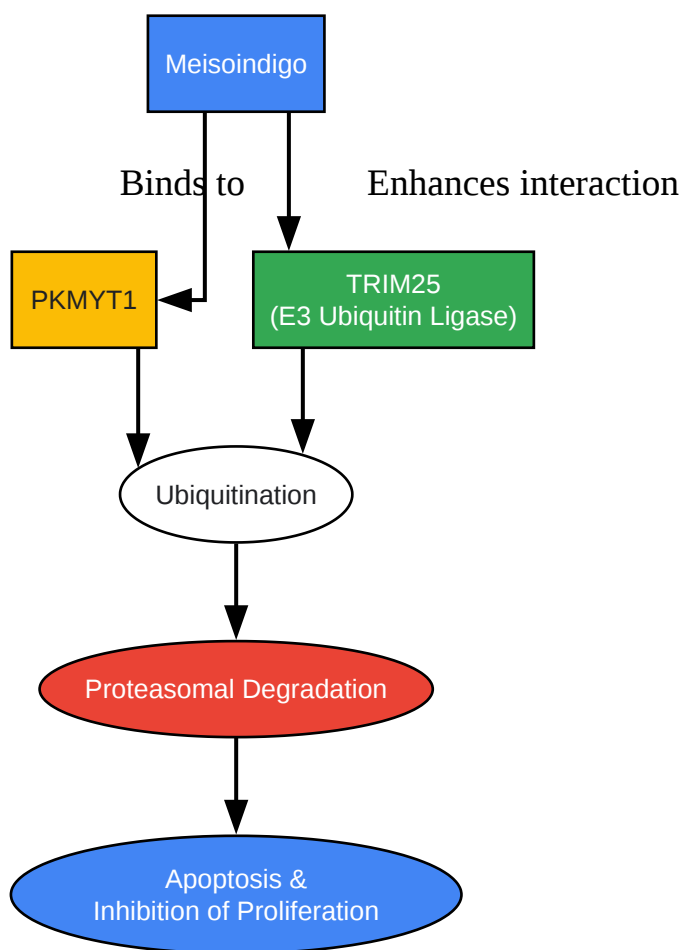 Meisoindigo
Binds to
Enhances interaction
PKMYT1
TRIM25
(E3 Ubiquitin Ligase)
Ubiquitination
Proteasomal Degradation
Apoptosis &
Inhibition of Proliferation